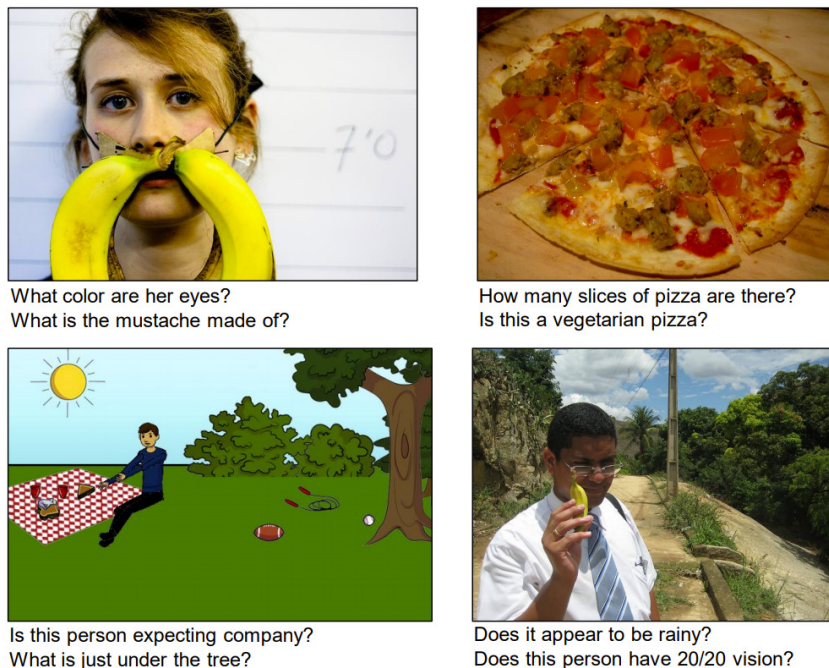 7'0
What color are her eyes?
What is the mustache made of?
How many slices of pizza are there?
Is this a vegetarian pizza?
Is this person expecting company?
What is just under the tree?
Does it appear to be rainy?
Does this person have 20/20 vision?